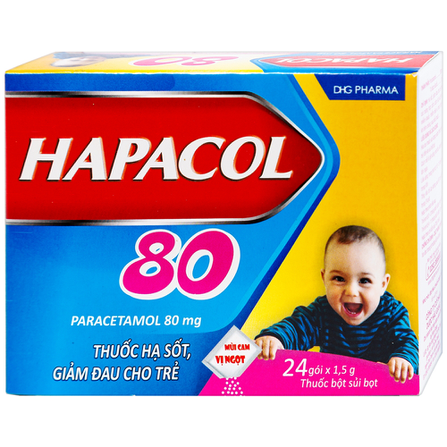 HAPACOL
DHG PHARMA
HAPACOL
80
PARACETAMOL 80 mg
THUỐC HẠ SỐT,
GIẢM ĐAU CHO TRẺ
MÙI CAM
VỊ NGỌT
24 gói x 1,5 g
Thuốc bột sủi bọt